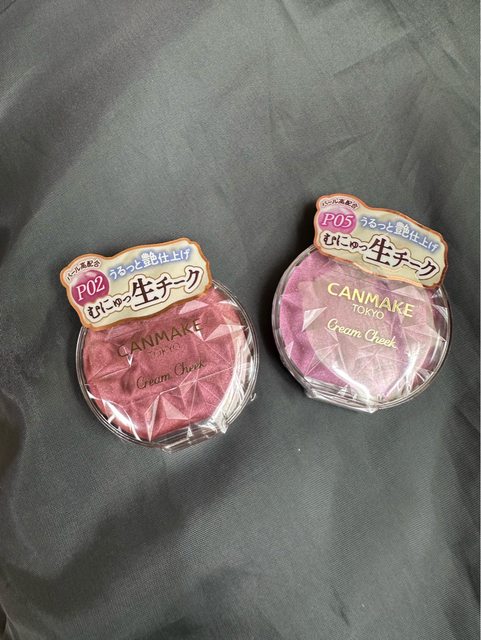 パール高配合
P02
うるっと艶仕上げ
むにゅっ生チーク
CANMAKE
TOKYO
Cream Cheek
パール高配合
P05
うるっと艶仕上げ
むにゅっ生チーク
CANMAKE
TOKYO
Cream Cheek